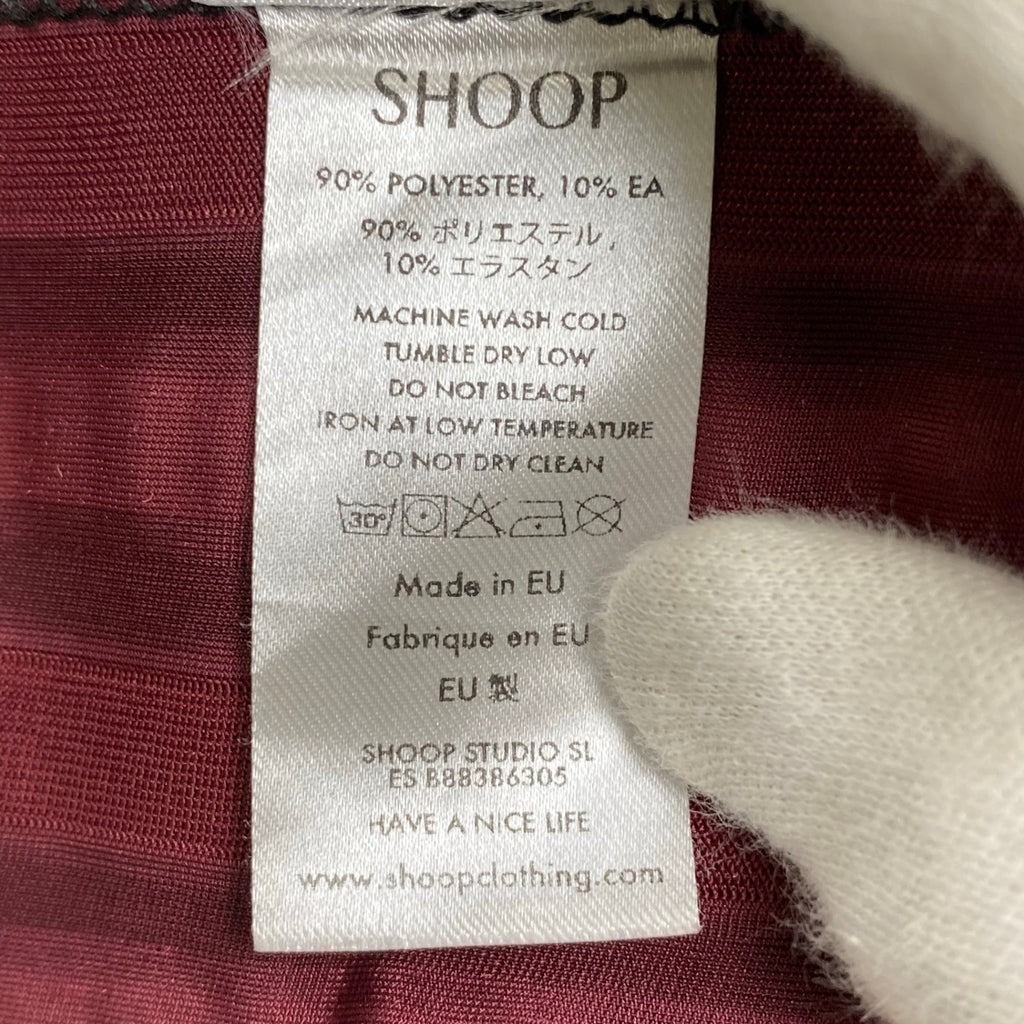 SHOOP
90% POLYESTER, 10% EA
90% ポリエステル,
10% エラスタン
MACHINE WASH COLD
TUMBLE DRY LOW
DO NOT BLEACH
IRON AT LOW TEMPERATURE
DO NOT DRY CLEAN
30°
Made in EU
Fabrique en EU
EU 製
SHOOP STUDIO SL
ES B88386305
HAVE A NICE LIFE
www.shoopclothing.com